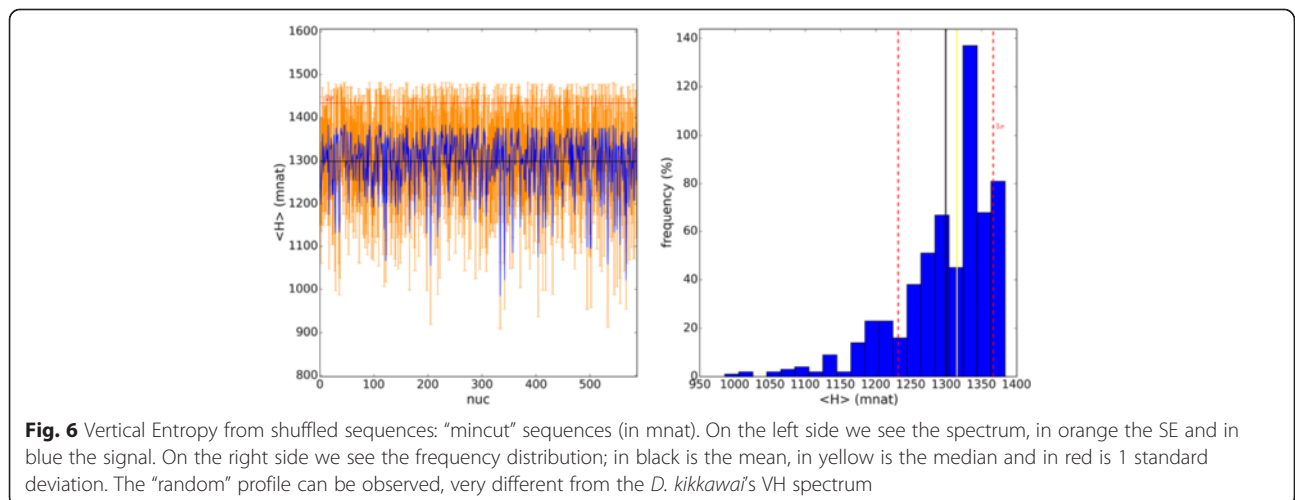 1600
1500
1400
1300
1200
1100
1000
900
800
<H> (mnat)
0 100 200 300 400 500
nuc
140
120
100
80
60
40
20
0
frequency (%)
950 1000 1050 1100 1150 1200 1250 1300 1350 1400
<H> (mnat)
1σ
Fig. 6 Vertical Entropy from shuffled sequences: “mincut” sequences (in mnat). On the left side we see the spectrum, in orange the SE and in
blue the signal. On the right side we see the frequency distribution; in black is the mean, in yellow is the median and in red is 1 standard
deviation. The “random” profile can be observed, very different from the D. kikkawai’s VH spectrum